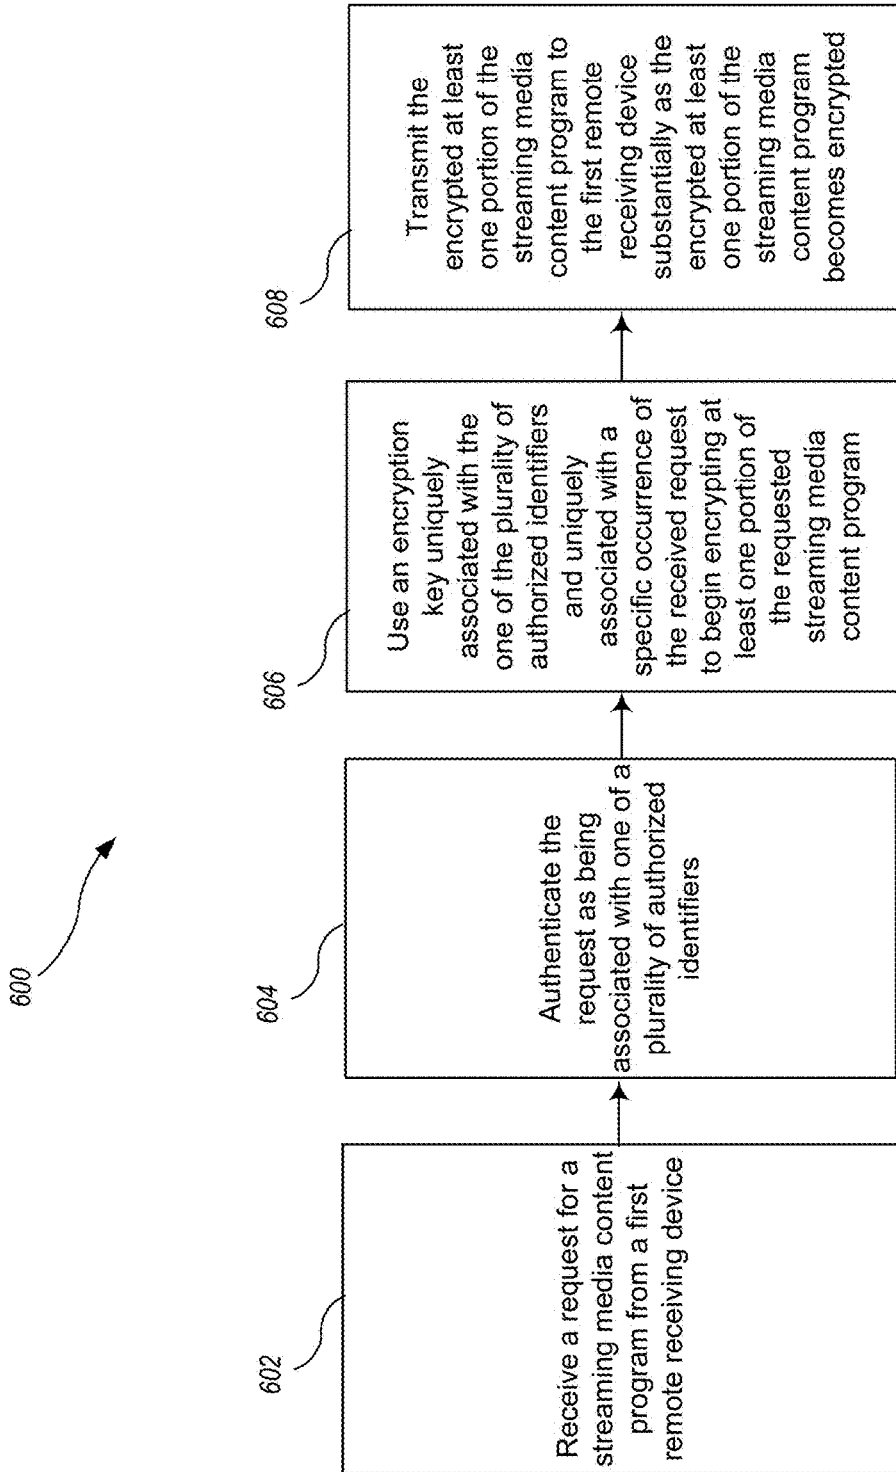 600
602
Receive a request for a
streaming media content
program from a first
remote receiving device
604
Authenticate the
request as being
associated with one of a
plurality of authorized
identifiers
606
Use an encryption
key uniquely
associated with the
one of the plurality of
authorized identifiers
and uniquely
associated with a
specific occurrence of
the received request
to begin encrypting at
least one portion of
the requested
streaming media
content program
608
Transmit the
encrypted at least
one portion of the
streaming media
content program to
the first remote
receiving device
substantially as the
encrypted at least
one portion of the
streaming media
content program
becomes encrypted